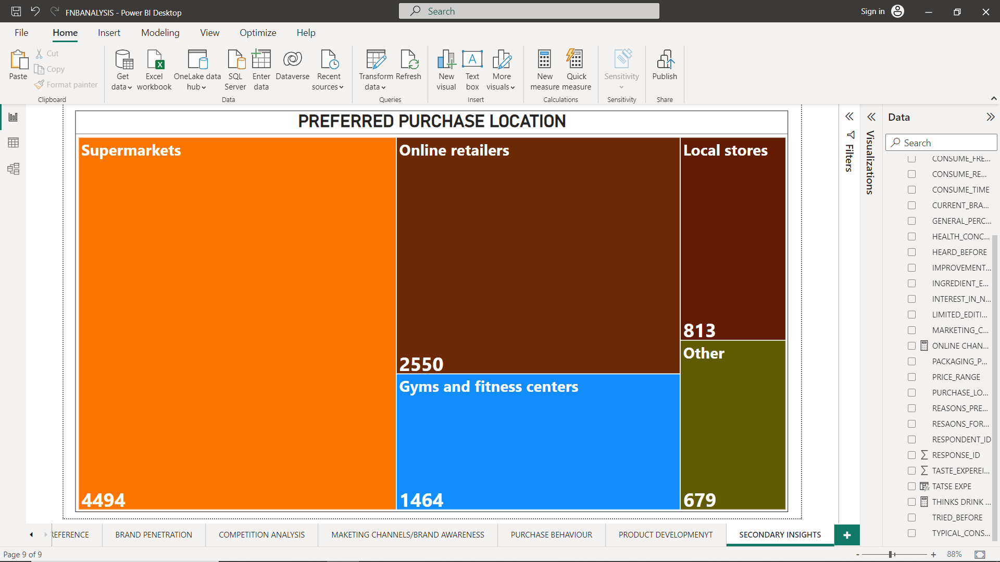 FNBANALYSIS - Power BI Desktop
Search
Sign in
File
Home
Insert
Modeling
View
Optimize
Help
Paste
Cut
Copy
Format painter
Clipboard
Get data
Excel workbook
OneLake data hub
SQL Server
Enter data
Dataverse
Recent sources
Data
Transform data
Refresh
Queries
New visual
Text box
More visuals
Insert
New measure
Quick measure
Calculations
Sensitivity
Sensitivity
Publish
Share
PREFERRED PURCHASE LOCATION
Supermarkets
4494
Online retailers
2550
Gyms and fitness centers
1464
Local stores
813
Other
679
Filters
Visualizations
Data
Search
CONSUME_FRE...
CONSUME_RE...
CONSUME_TIME
CURRENT_BRA...
GENERAL_PERC...
HEALTH_CONC...
HEARD_BEFORE
IMPROVEMENT...
INGREDIENT_E...
INTEREST_IN_N...
LIMITED_EDITI...
MARKETING_C...
ONLINE CHAN...
PACKAGING_P...
PRICE_RANGE
PURCHASE_LO...
REASONS_PRE...
RESAONS_FOR...
RESPONDENT_ID
RESPONSE_ID
TASTE_EXPEREI...
TATSE EXPE
THINKS DRINK ...
TRIED_BEFORE
TYPICAL_CONS...
REFERENCE
BRAND PENETRATION
COMPETITION ANALYSIS
MAKETING CHANNELS/BRAND AWARENESS
PURCHASE BEHAVIOUR
PRODUCT DEVELOPMENYT
SECONDARY INSIGHTS
Page 9 of 9
88%